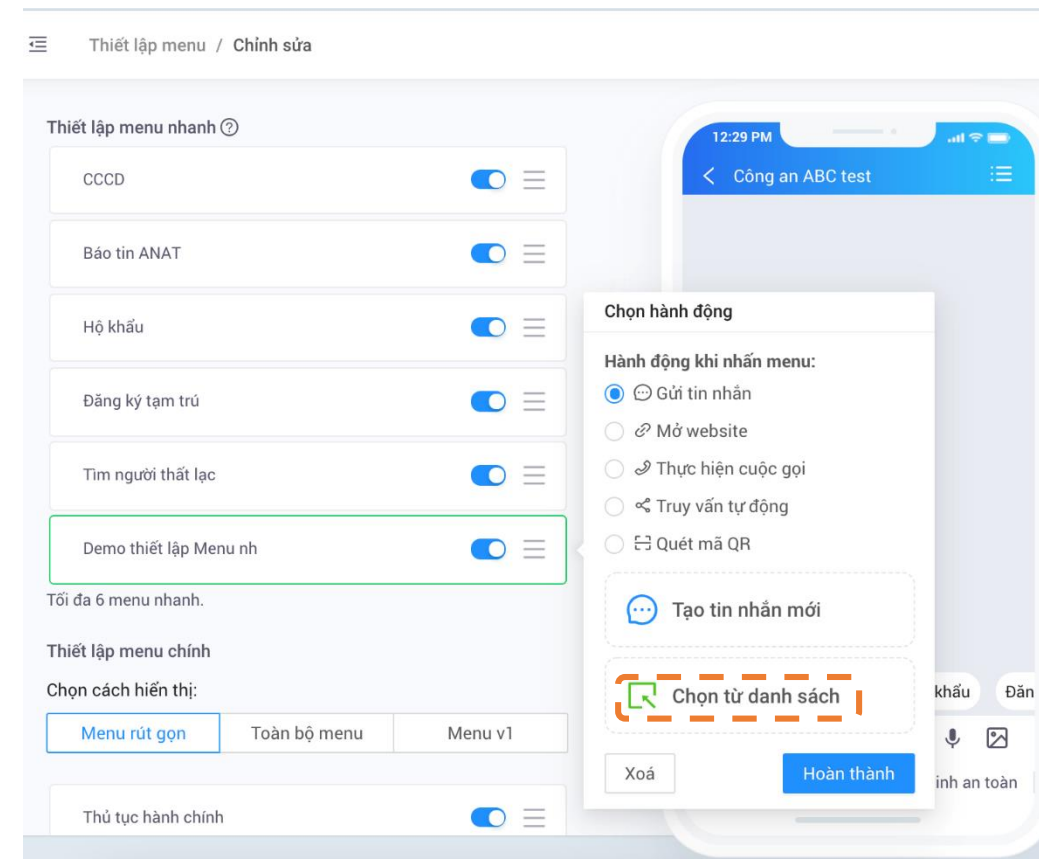 Thiết lập menu / Chỉnh sửa
Thiết lập menu nhanh
CCCD
Báo tin ANAT
Hộ khẩu
Đăng ký tạm trú
Tìm người thất lạc
Demo thiết lập Menu nh
Tối đa 6 menu nhanh.
Thiết lập menu chính
Chọn cách hiển thị:
Menu rút gọn
Toàn bộ menu
Menu v1
Thủ tục hành chính
12:29 PM
Công an ABC test
Chọn hành động
Hành động khi nhấn menu:
Gửi tin nhắn
Mở website
Thực hiện cuộc gọi
Truy vấn tự động
Quét mã QR
Tạo tin nhắn mới
Chọn từ danh sách
Xoá
Hoàn thành
khẩu
Đăn
inh an toàn